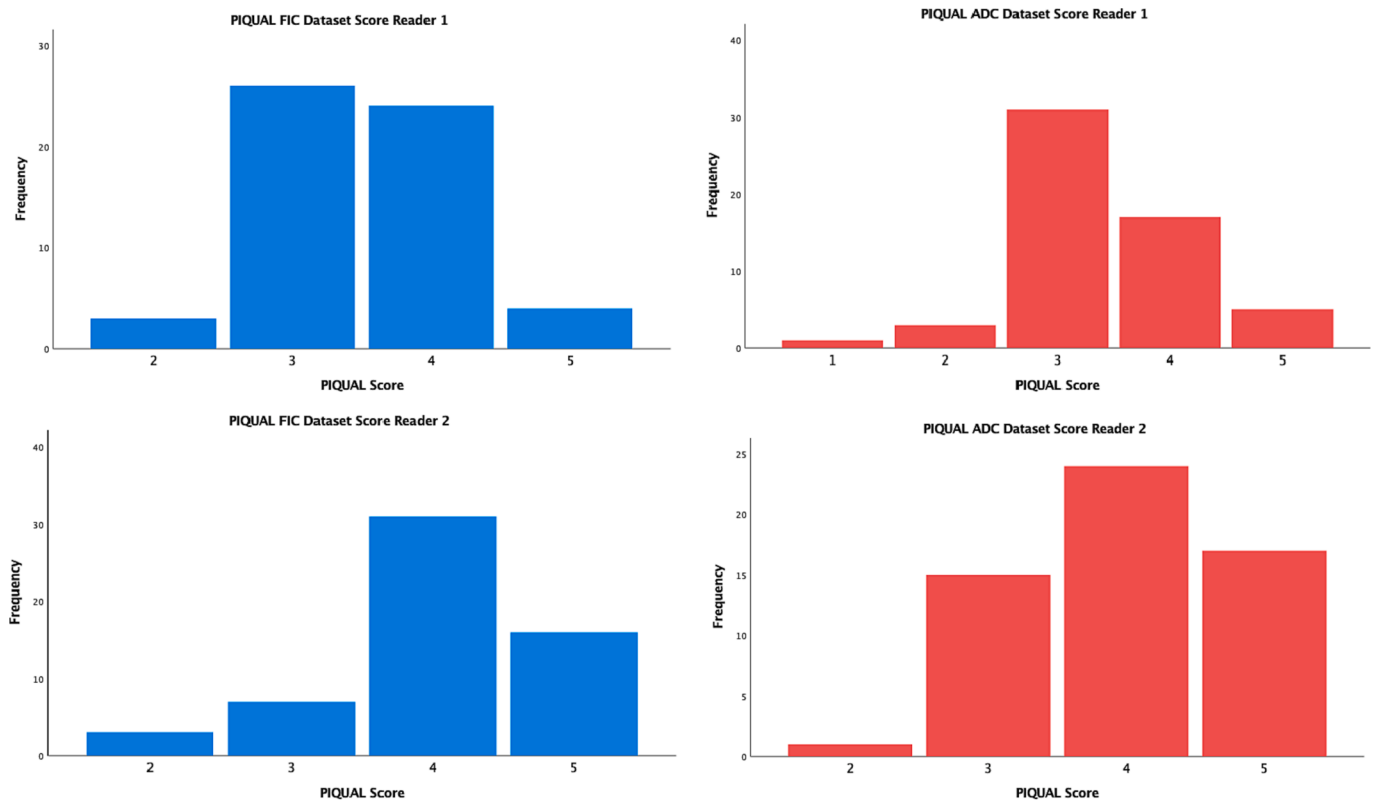 PIQUAL FIC Dataset Score Reader 1
30
20
10
0
Frequency
2 3 4 5
PIQUAL Score
PIQUAL ADC Dataset Score Reader 1
40
30
20
10
0
Frequency
1 2 3 4 5
PIQUAL Score
PIQUAL FIC Dataset Score Reader 2
40
30
20
10
0
Frequency
2 3 4 5
PIQUAL Score
PIQUAL ADC Dataset Score Reader 2
25
20
15
10
5
0
Frequency
2 3 4 5
PIQUAL Score